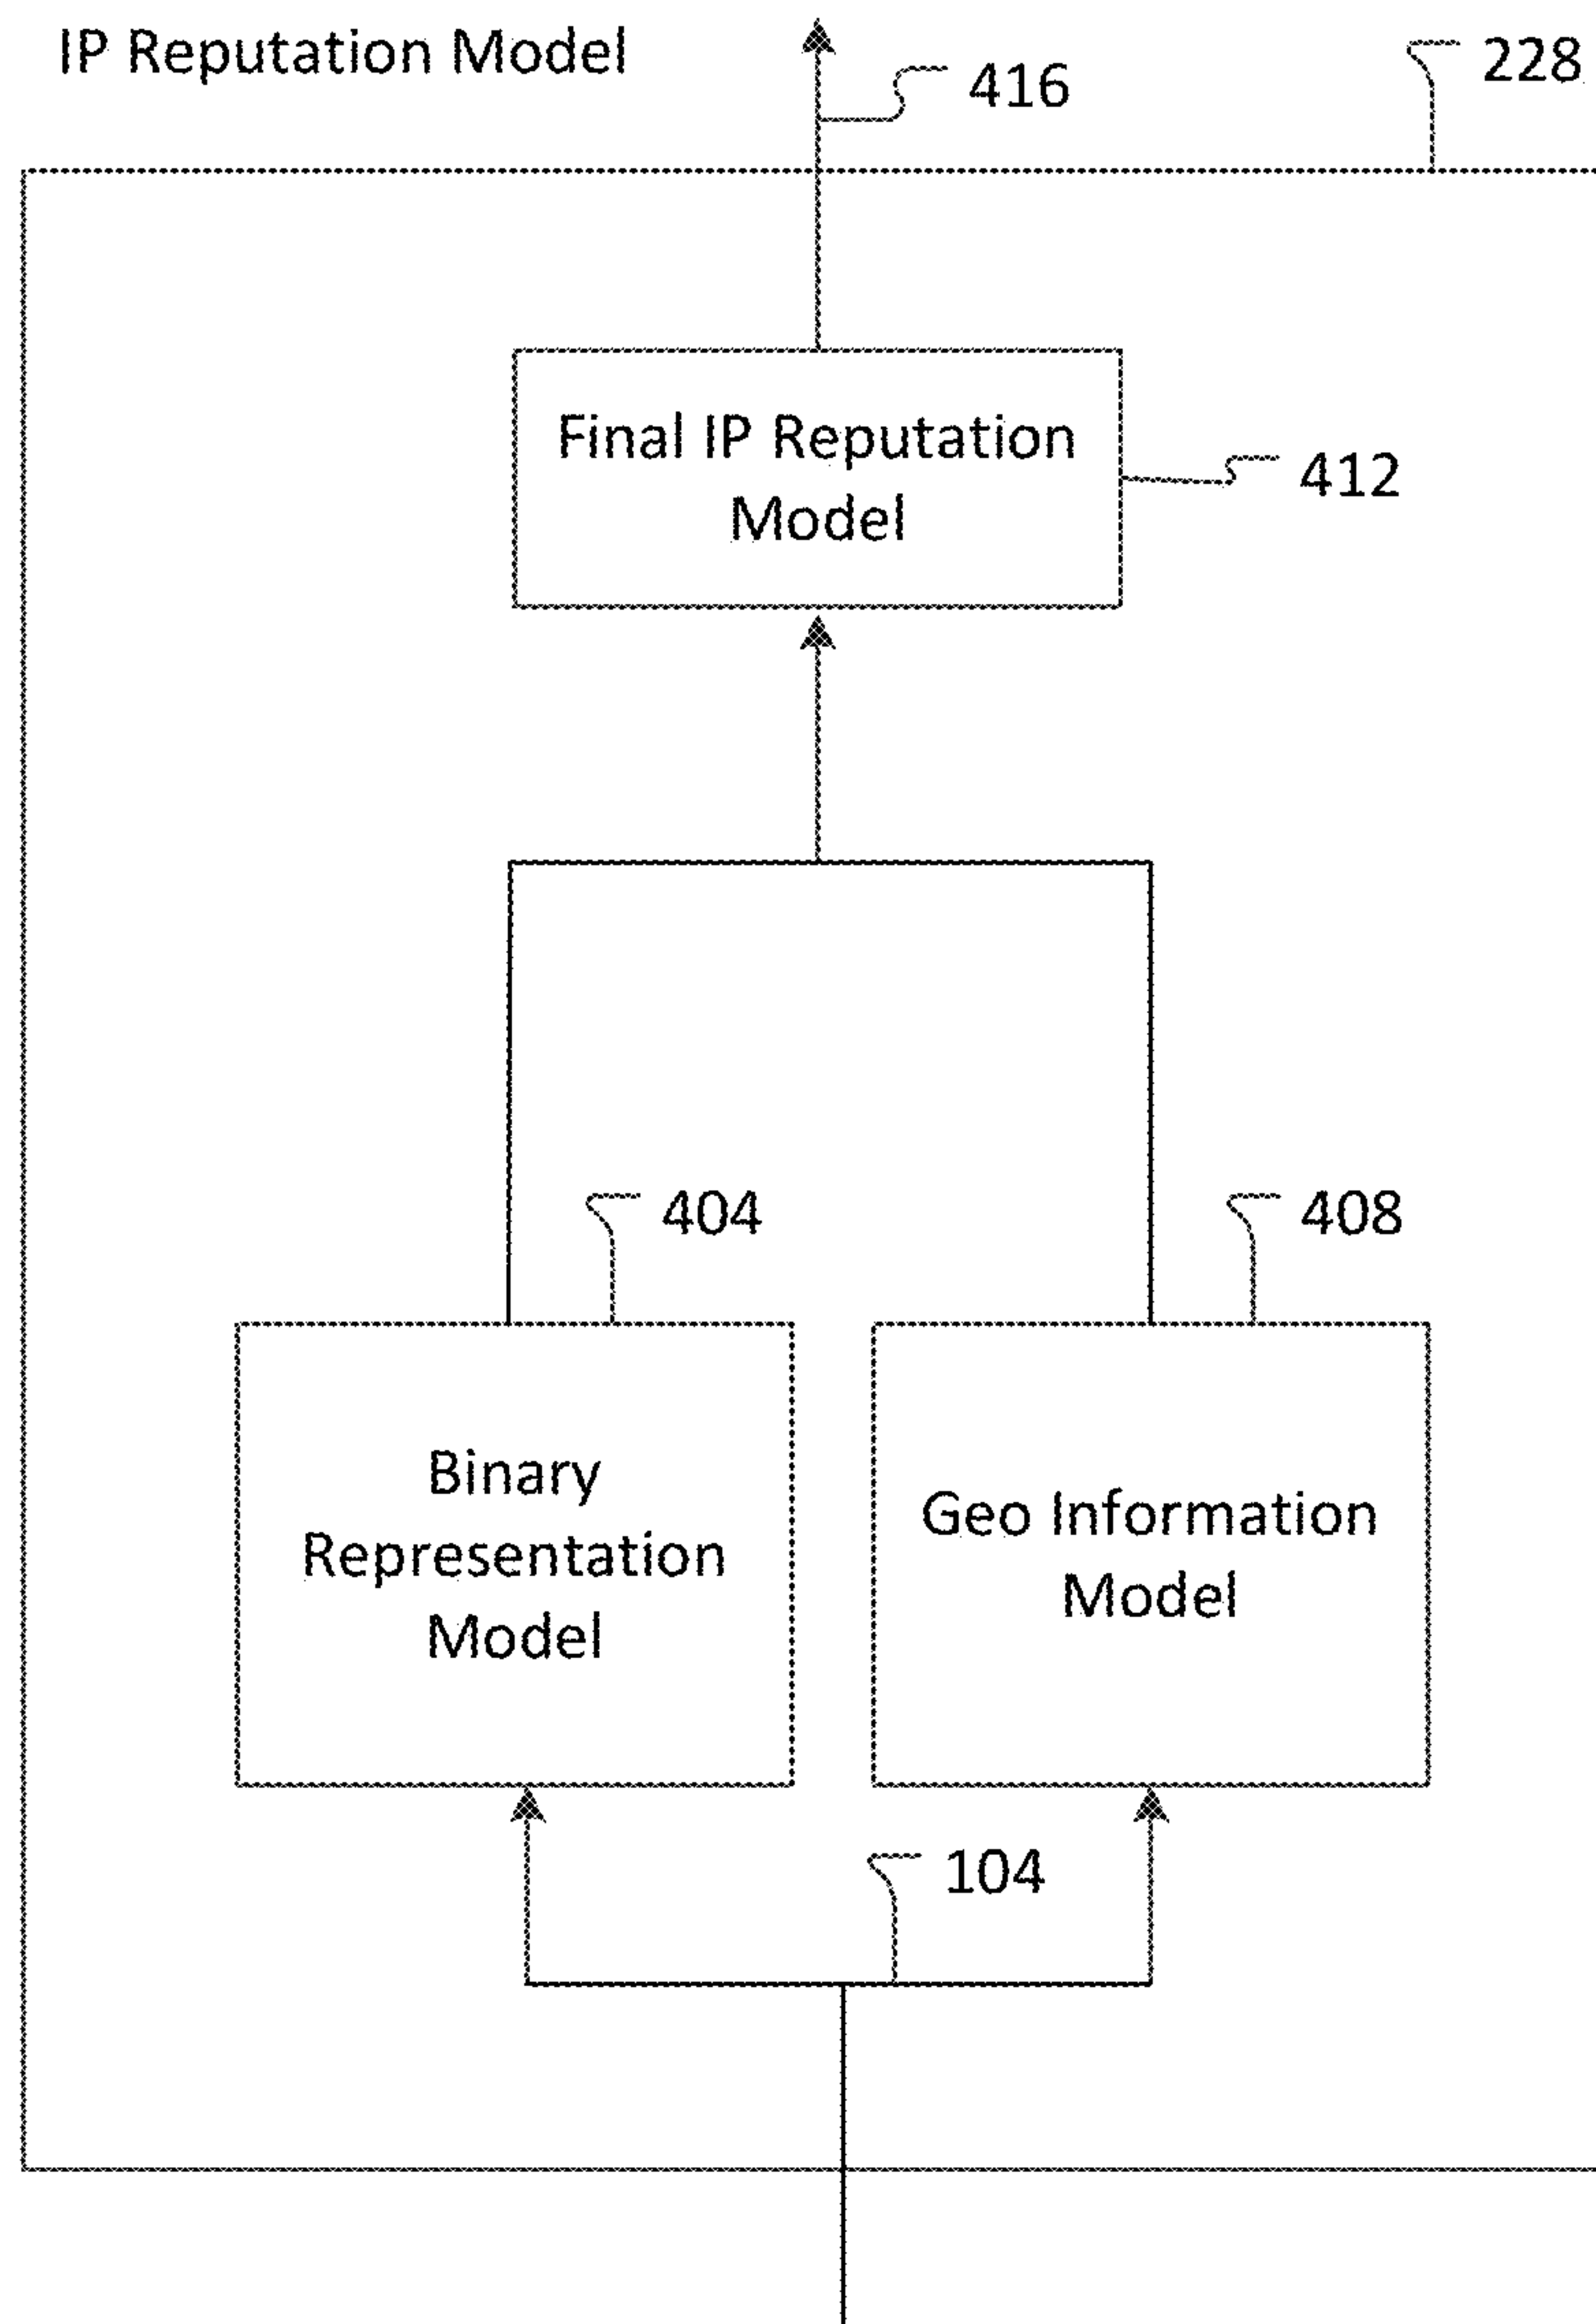 IP Reputation Model
228
416
Final IP Reputation
Model
412
404
408
Binary
Representation
Model
Geo Information
Model
104